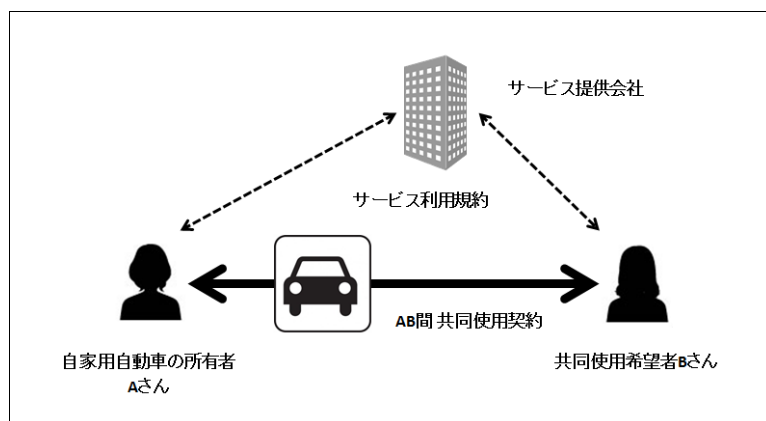 サービス提供会社
サービス利用規約
AB間 共同使用契約
自家用自動車の所有者
Aさん
共同使用希望者Bさん